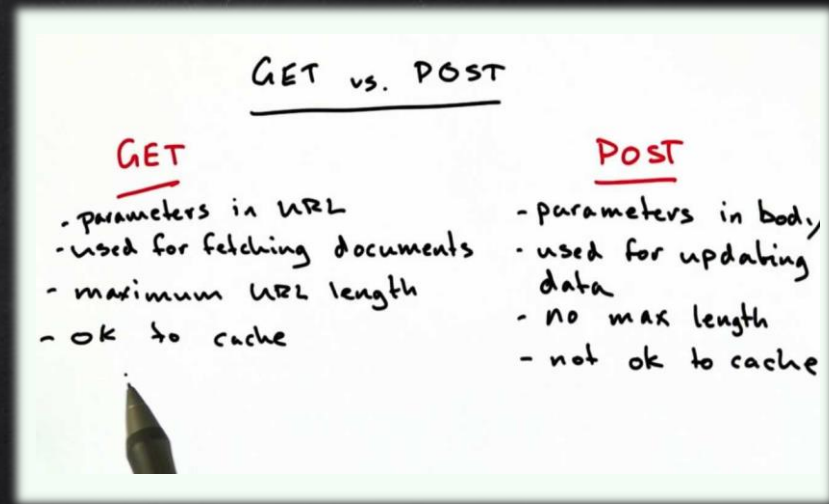 GET vs. POST
GET
- parameters in URL
- used for fetching documents
- maximum URL length
- ok to cache
POST
- parameters in body
- used for updating
data
- no max length
- not ok to cache